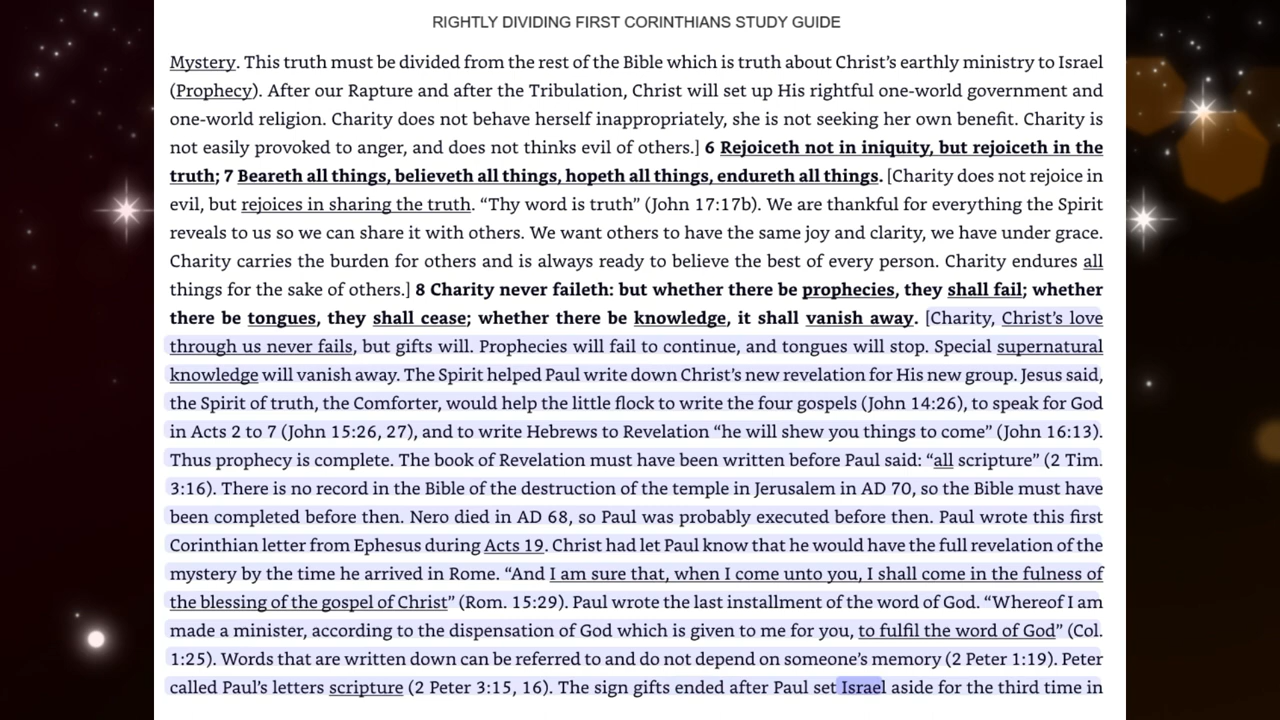 RIGHTLY DIVIDING FIRST CORINTHIANS STUDY GUIDE
Mystery. This truth must be divided from the rest of the Bible which is truth about Christ's earthly ministry to Israel
(Prophecy). After our Rapture and after the Tribulation, Christ will set up His rightful one-world government and
one-world religion. Charity does not behave herself inappropriately, she is not seeking her own benefit. Charity is
not easily provoked to anger, and does not thinks evil of others.] 6 Rejoiceth not in iniquity, but rejoiceth in the
truth; 7 Beareth all things, believeth all things, hopeth all things, endureth all things. [Charity does not rejoice in
evil, but rejoices in sharing the truth. “Thy word is truth” (John 17:17b). We are thankful for everything the Spirit
reveals to us so we can share it with others. We want others to have the same joy and clarity, we have under grace.
Charity carries the burden for others and is always ready to believe the best of every person. Charity endures all
things for the sake of others.] 8 Charity never faileth: but whether there be prophecies, they shall fail; whether
there be tongues, they shall cease; whether there be knowledge, it shall vanish away. [Charity, Christ's love
through us never fails, but gifts will. Prophecies will fail to continue, and tongues will stop. Special supernatural
knowledge will vanish away. The Spirit helped Paul write down Christ's new revelation for His new group. Jesus said,
the Spirit of truth, the Comforter, would help the little flock to write the four gospels (John 14:26), to speak for God
in Acts 2 to 7 (John 15:26, 27), and to write Hebrews to Revelation “he will shew you things to come” (John 16:13).
Thus prophecy is complete. The book of Revelation must have been written before Paul said: “all scripture” (2 Tim.
3:16). There is no record in the Bible of the destruction of the temple in Jerusalem in AD 70, so the Bible must have
been completed before then. Nero died in AD 68, so Paul was probably executed before then. Paul wrote this first
Corinthian letter from Ephesus during Acts 19. Christ had let Paul know that he would have the full revelation of the
mystery by the time he arrived in Rome. “And I am sure that, when I come unto you, I shall come in the fulness of
the blessing of the gospel of Christ” (Rom. 15:29). Paul wrote the last installment of the word of God. “Whereof I am
made a minister, according to the dispensation of God which is given to me for you, to fulfil the word of God” (Col.
1:25). Words that are written down can be referred to and do not depend on someone's memory (2 Peter 1:19). Peter
called Paul's letters scripture (2 Peter 3:15, 16). The sign gifts ended after Paul set Israel aside for the third time in